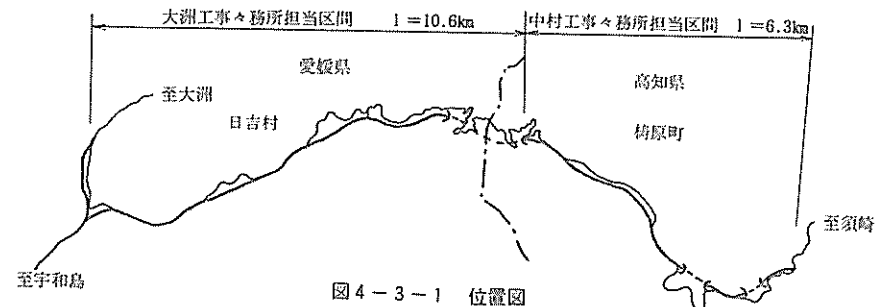 大洲工事々務所担当区間 l=10.6km
中村工事々務所担当区間 l=6.3km
愛媛県
高知県
至大洲
日吉村
梼原町
至須崎
至宇和島
図4-3-1 位置図